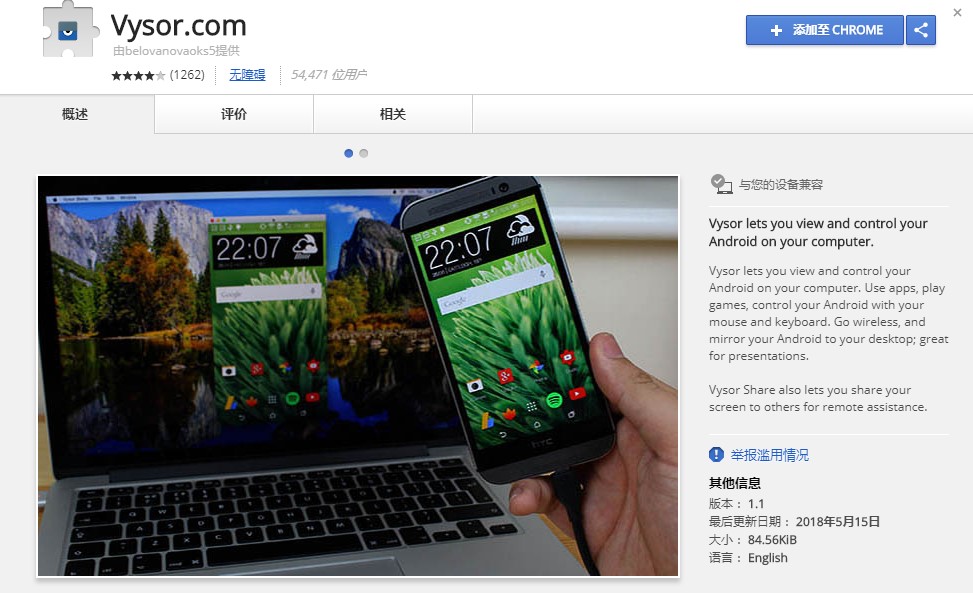 Vysor.com
由belovanovaoks5提供
(1262)
无障碍
54,471 位用户
添加至 CHROME
概述
评价
相关
22:07
Google
22:07
Google
hTC
与您的设备兼容
Vysor lets you view and control your
Android on your computer.
Vysor lets you view and control your
Android on your computer. Use apps, play
games, control your Android with your
mouse and keyboard. Go wireless, and
mirror your Android to your desktop; great
for presentations.
Vysor Share also lets you share your
screen to others for remote assistance.
举报滥用情况
其他信息
版本： 1.1
最后更新日期： 2018年5月15日
大小： 84.56KiB
语言： English